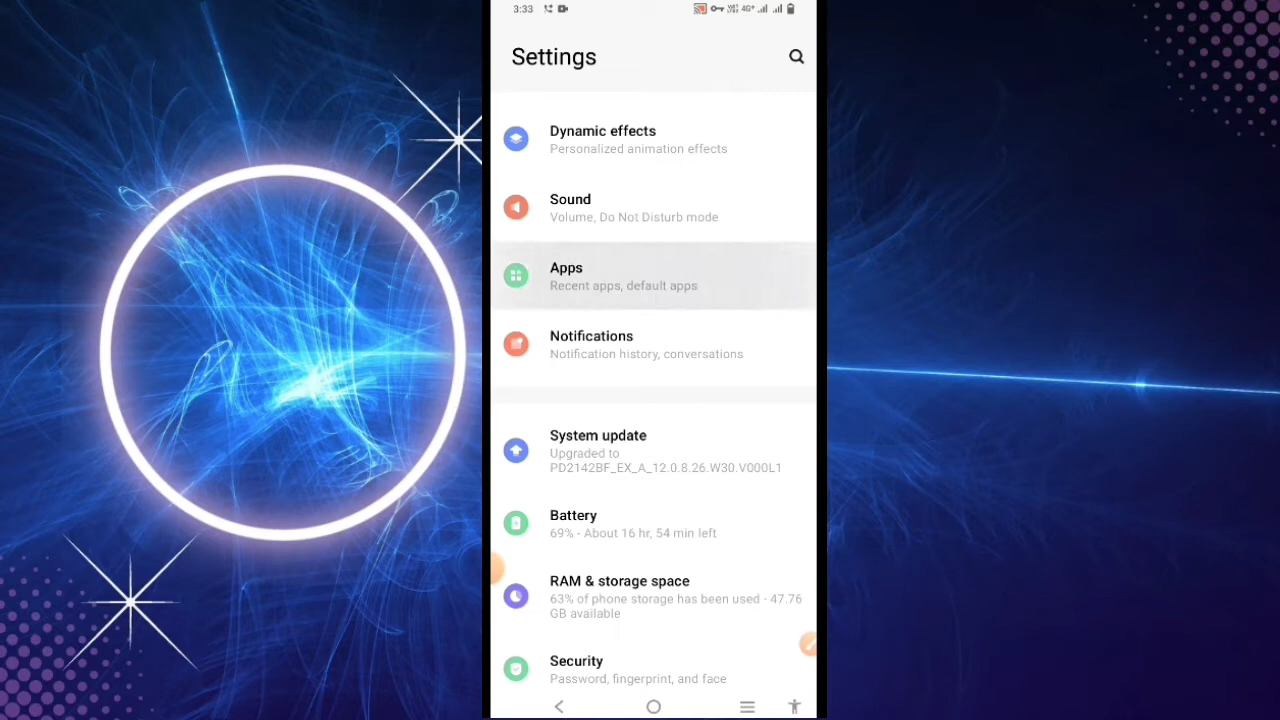 3:33
4G+
Settings
Dynamic effects
Personalized animation effects
Sound
Volume, Do Not Disturb mode
Apps
Recent apps, default apps
Notifications
Notification history, conversations
System update
Upgraded to
PD2142BF_EX_A_12.0.8.26.W30.V000L1
Battery
69% - About 16 hr, 54 min left
RAM & storage space
63% of phone storage has been used - 47.76
GB available
Security
Password, fingerprint, and face